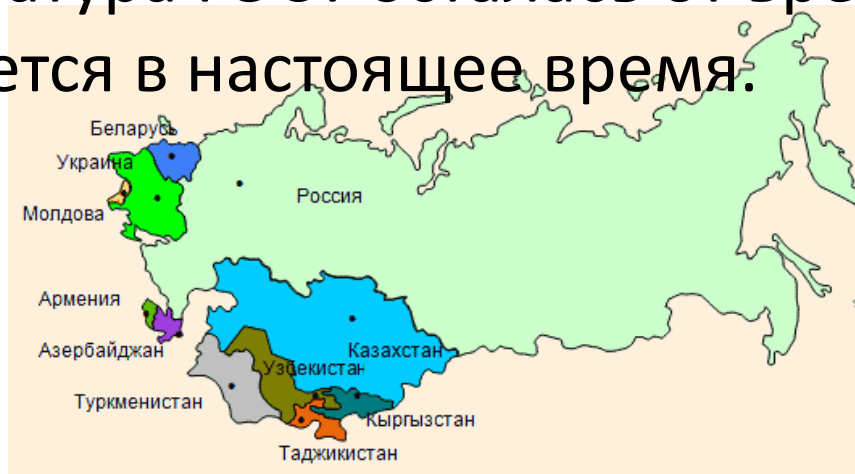 ется в настоящее время.
Беларусь
Украина
Россия
Молдова
Армения
Азербайджан
Казахстан
Узбекистан
Туркменистан
Кыргызстан
Таджикистан